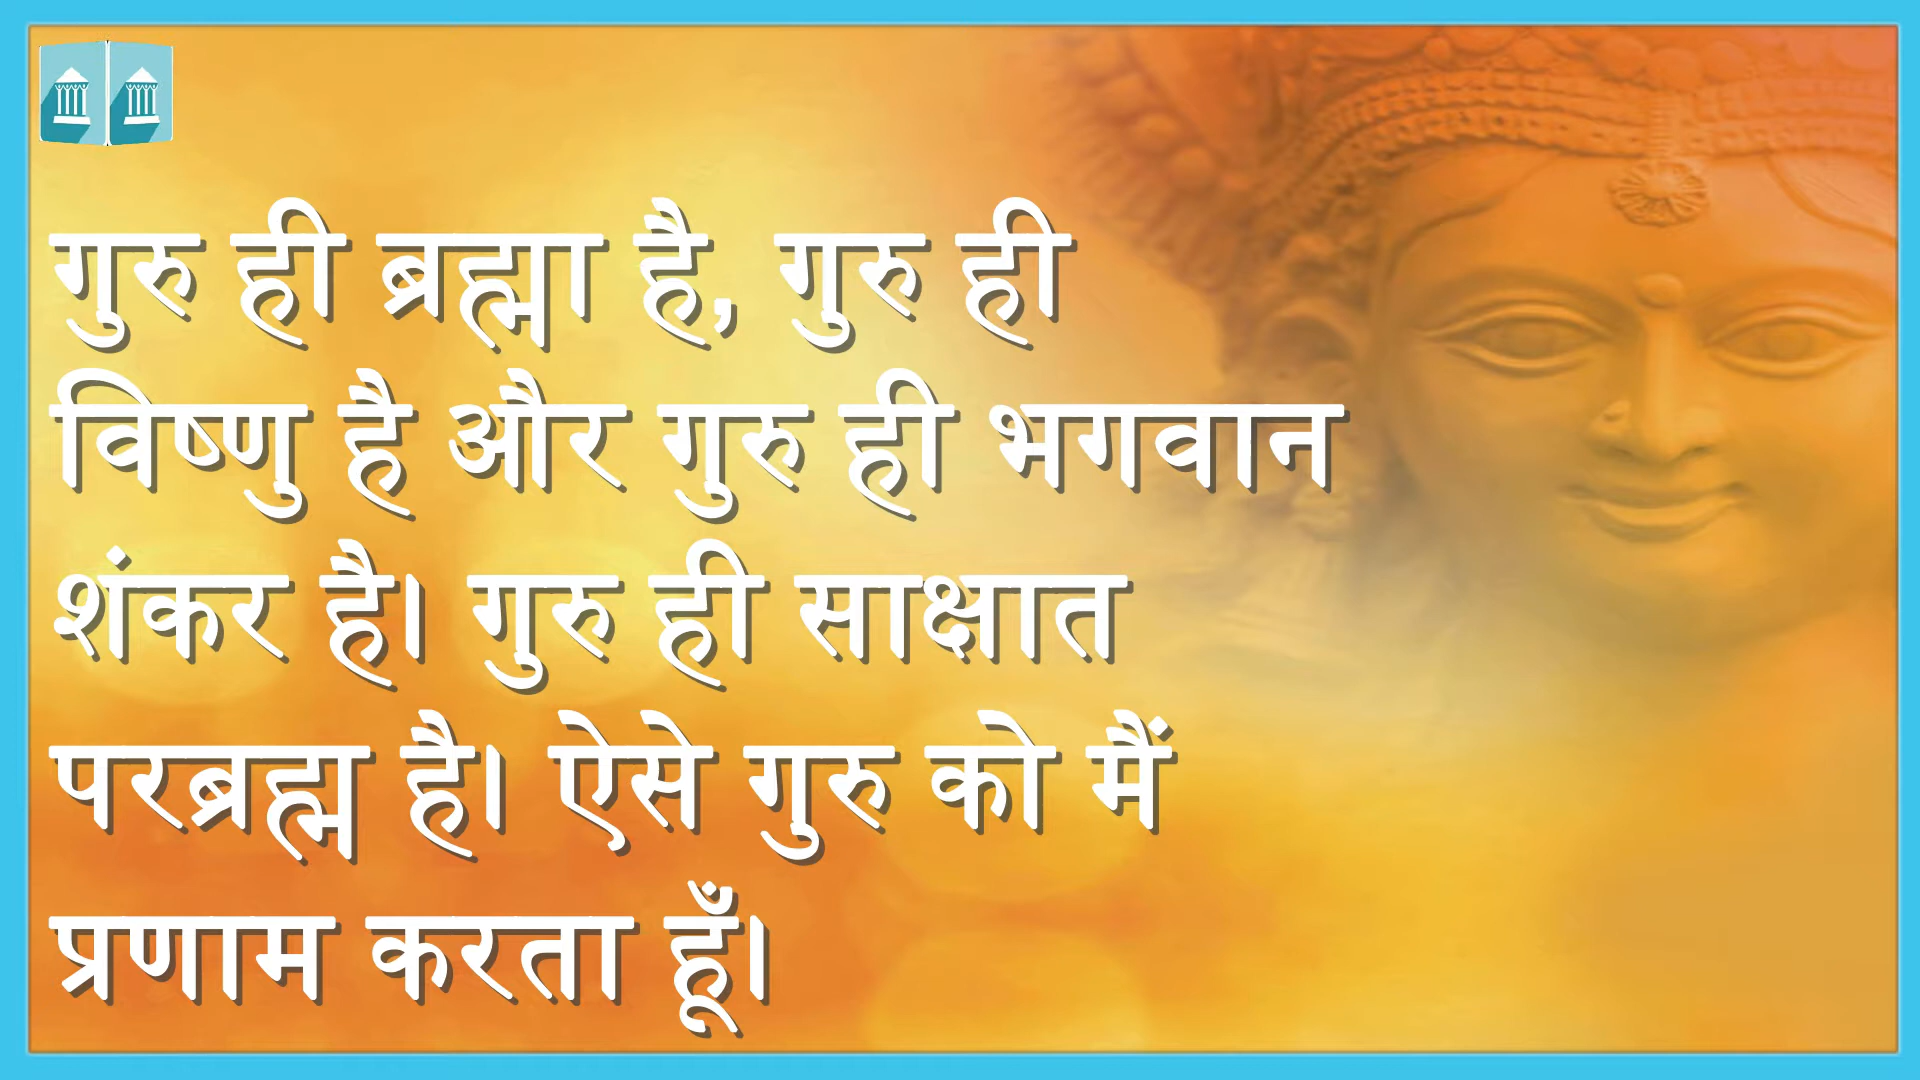 गुरु ही ब्रह्मा है, गुरु ही
विष्णु है और गुरु ही भगवान
शंकर है। गुरु ही साक्षात
परब्रह्म है। ऐसे गुरु को मैं
प्रणाम करता हूँ।